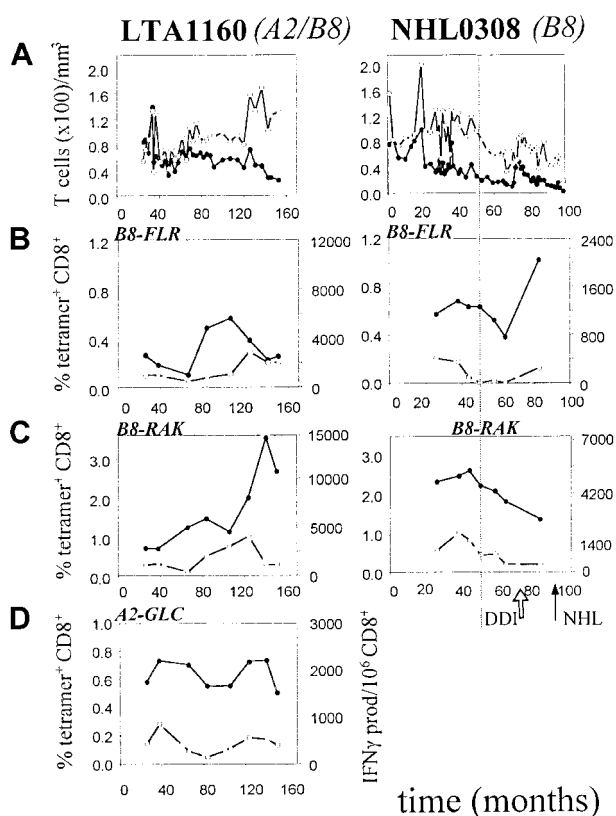 LTA1160 (A2/B8) NHL0308 (B8)
A
T cells (x100)/mm³
2.0
1.6
1.2
0.8
0.4
0.0
0 40 80 120 160
2.0
1.6
1.2
0.8
0.4
0
0 20 40 60 80 100
B
B8-FLR
% tetramer⁺ CD8⁺
1.2
0.8
0.4
0.0
12000
8000
6000
4000
2000
0
0 40 80 120 160
B8-FLR
1.2
0.8
0.4
0.0
2400
1800
1200
800
400
0
0 20 40 60 80 100
C
B8-RAK
% tetramer⁺ CD8⁺
3.0
2.0
1.0
0.0
15000
10000
5000
2000
0
0 40 80 120 160
B8-RAK
3.0
2.0
1.0
0.0
7000
4200
2800
1400
0
0 20 40 60 80 100
DDI NHL
D
A2-GLC
% tetramer⁺ CD8⁺
1.0
0.8
0.6
0.4
0.2
0.0
3000
2000
1000
0
0 40 80 120 160
IFNγ prod/10⁶ CD8⁺
time (months)